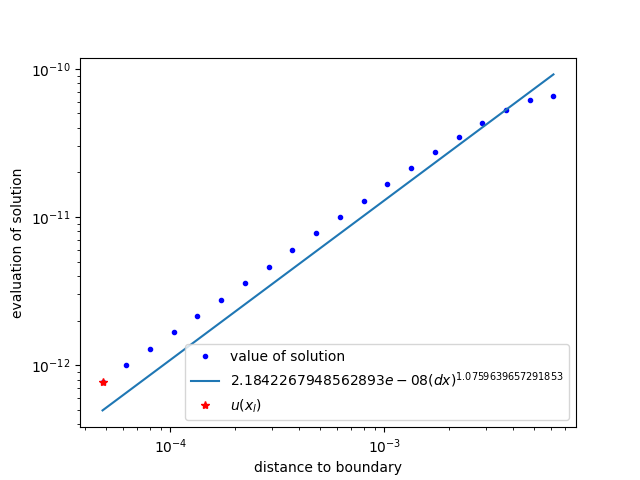 10⁻¹⁰
10⁻¹¹
10⁻¹²
evaluation of solution
value of solution
2.1842267948562893e − 08(dx)^1.0759639657291853
u(x_l)
10⁻⁴
10⁻³
distance to boundary